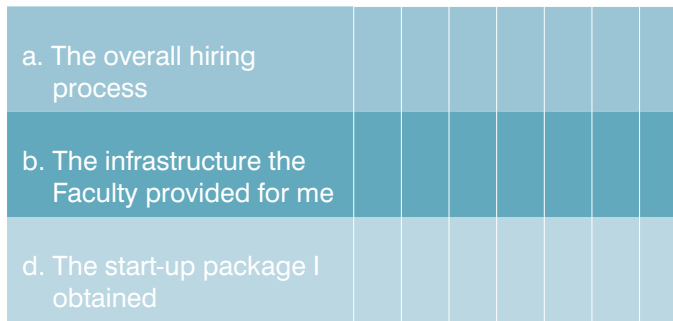 a. The overall hiring
process
b. The infrastructure the
Faculty provided for me
d. The start-up package I
obtained